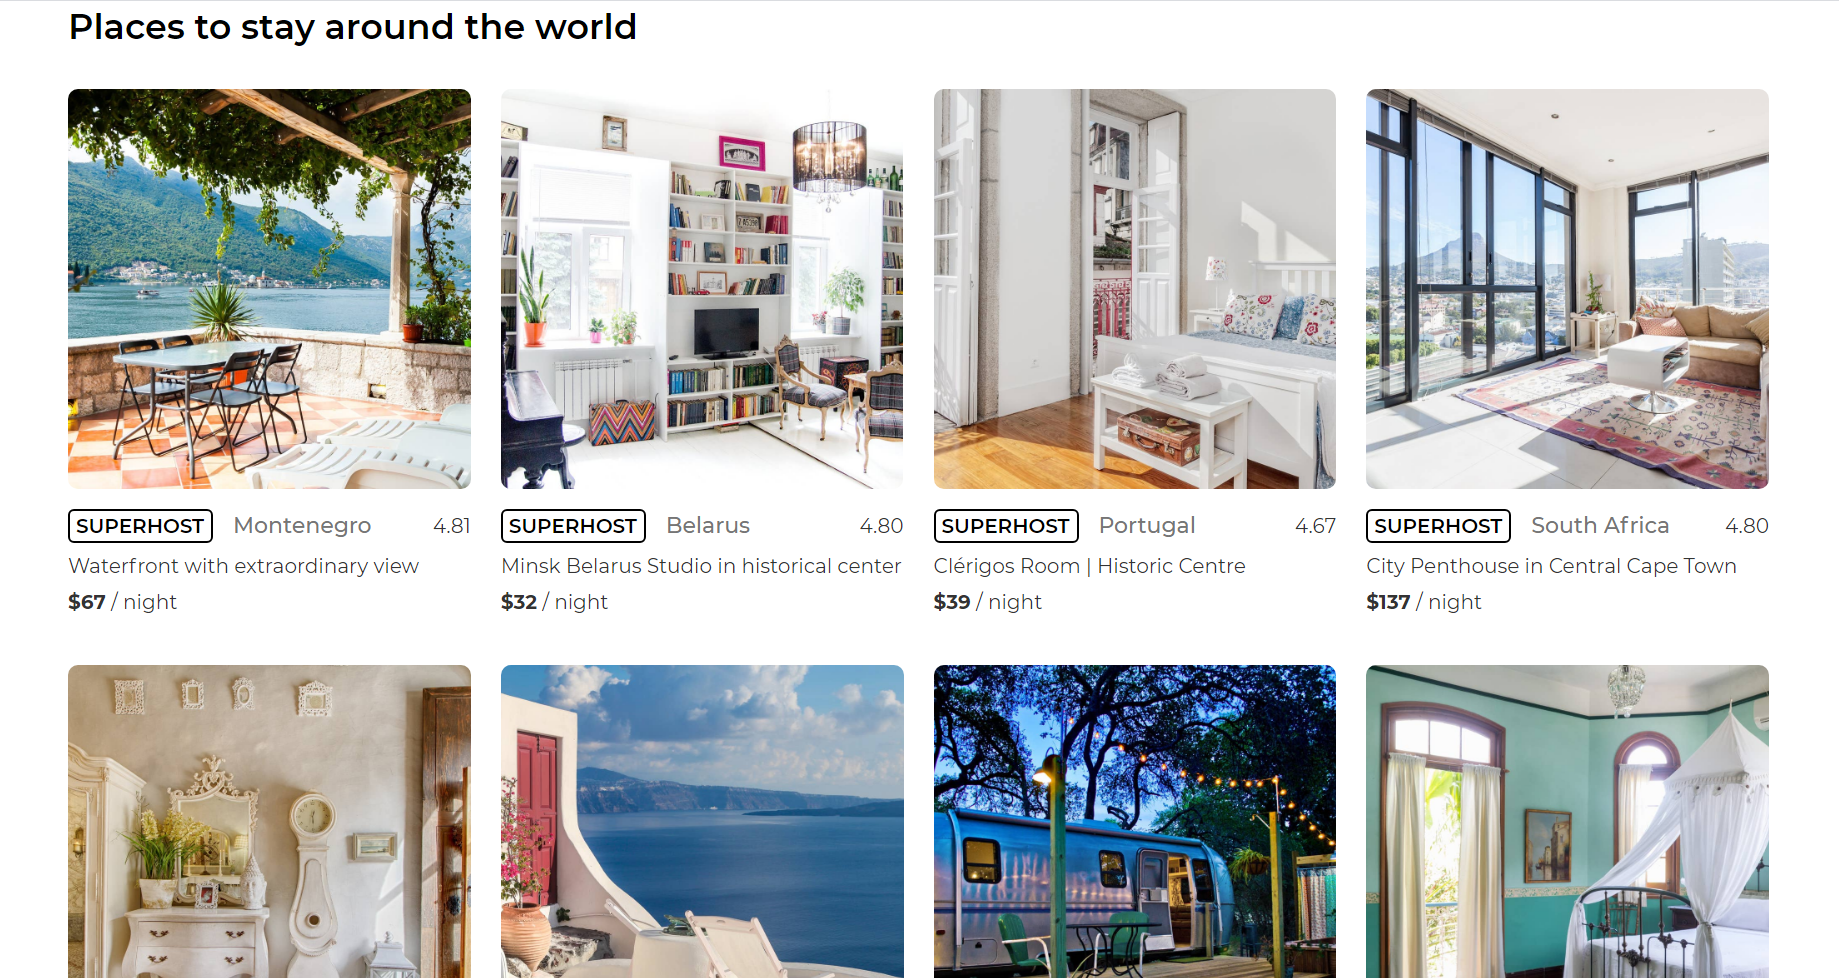 Places to stay around the world
SUPERHOST Montenegro 4.81
Waterfront with extraordinary view
$67 / night
SUPERHOST Belarus 4.80
Minsk Belarus Studio in historical center
$32 / night
SUPERHOST Portugal 4.67
Clérigos Room | Historic Centre
$39 / night
SUPERHOST South Africa 4.80
City Penthouse in Central Cape Town
$137 / night